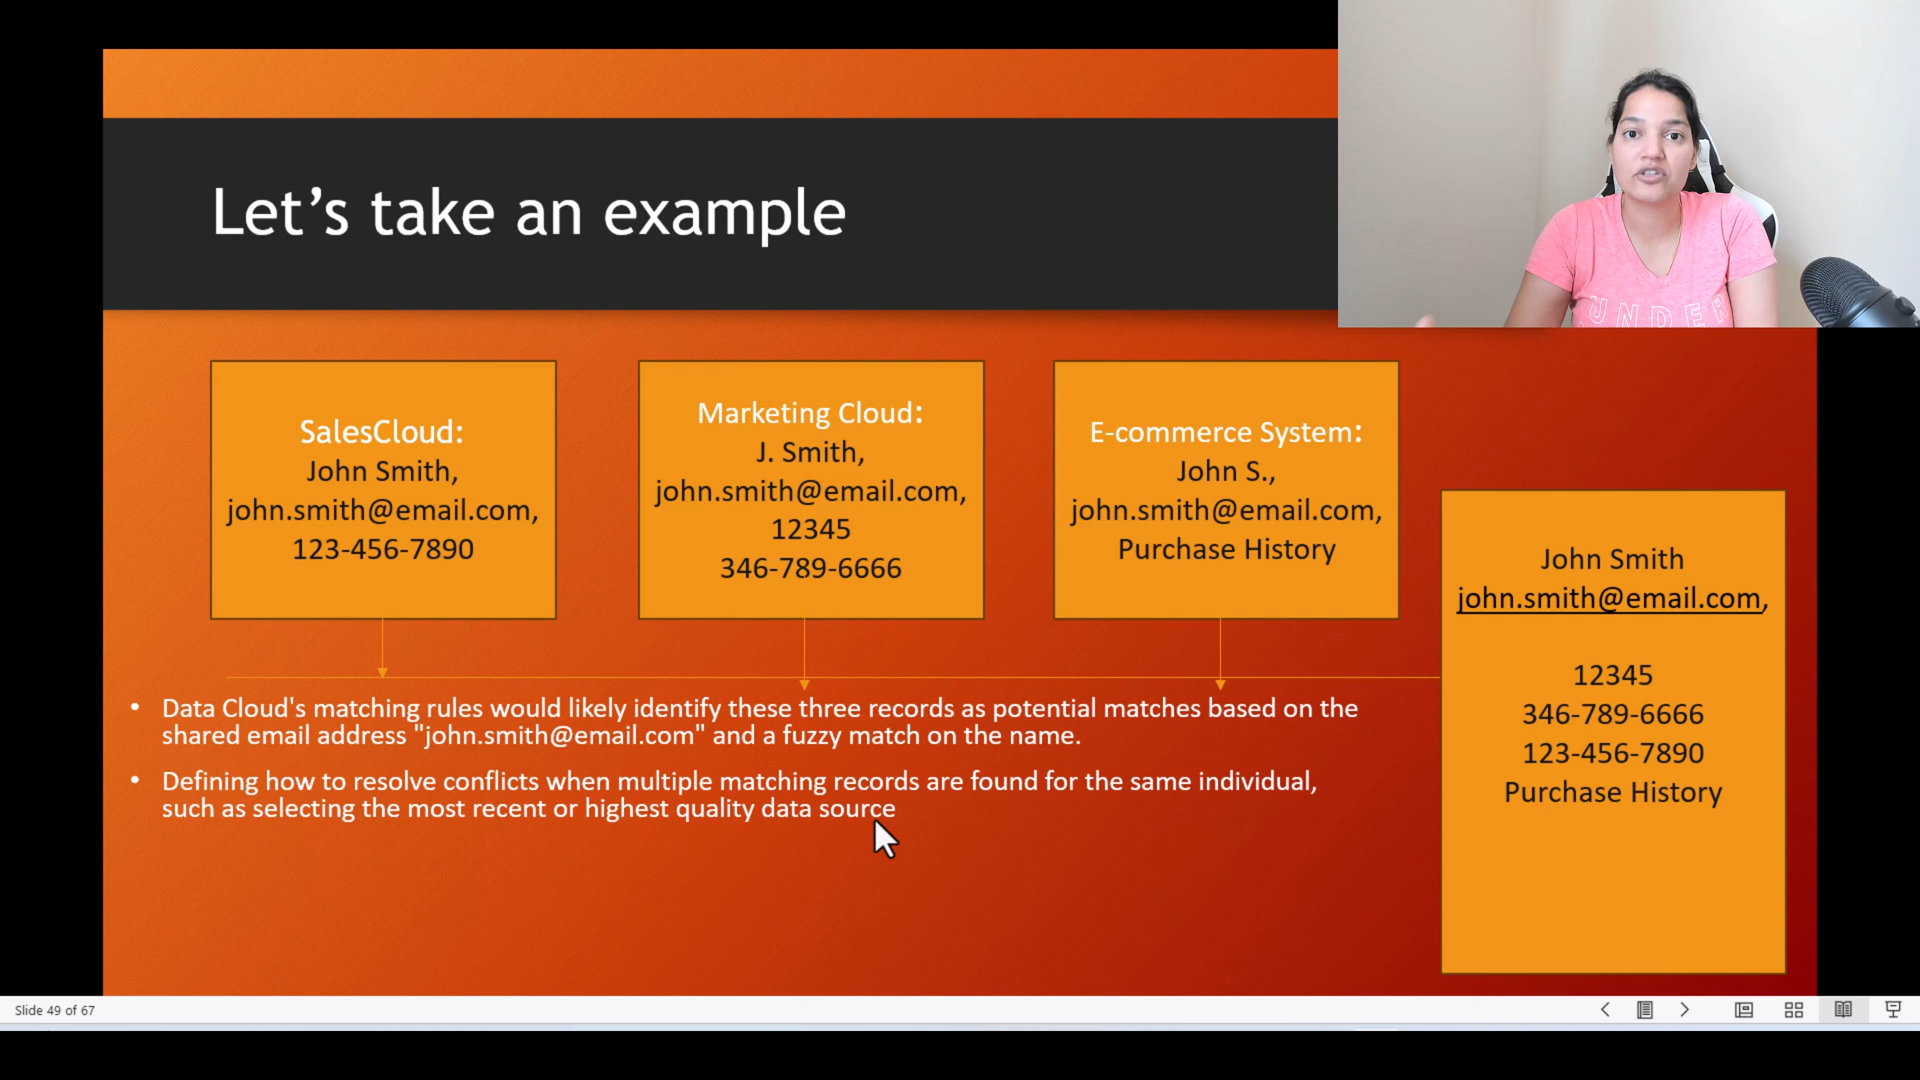 Let's take an example
SalesCloud:
John Smith,
john.smith@email.com,
123-456-7890
Marketing Cloud:
J. Smith,
john.smith@email.com,
12345
346-789-6666
E-commerce System:
John S.,
john.smith@email.com,
Purchase History
John Smith
john.smith@email.com,
12345
346-789-6666
123-456-7890
Purchase History
• Data Cloud's matching rules would likely identify these three records as potential matches based on the
shared email address "john.smith@email.com" and a fuzzy match on the name.
• Defining how to resolve conflicts when multiple matching records are found for the same individual,
such as selecting the most recent or highest quality data source
UNDER
Slide 49 of 67